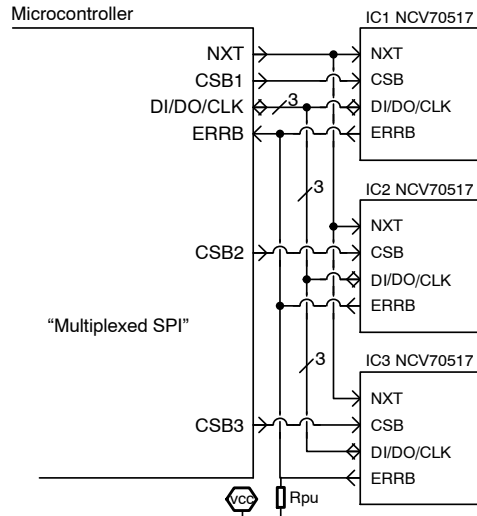 Microcontroller
IC1 NCV70517
NXT
NXT
CSB1
CSB
DI/DO/CLK
3
DI/DO/CLK
ERRB
ERRB
3
IC2 NCV70517
NXT
CSB2
CSB
DI/DO/CLK
ERRB
"Multiplexed SPI"
3
IC3 NCV70517
NXT
CSB3
CSB
DI/DO/CLK
ERRB
VCC
Rpu